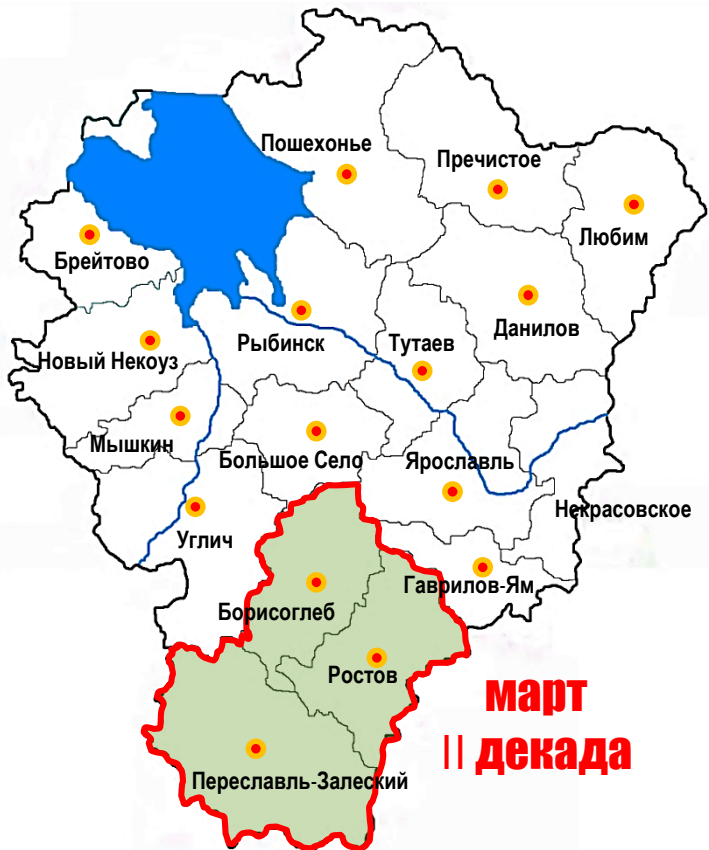 Пошехонье
Пречистое
Любим
Брейтово
Данилов
Рыбинск
Тутаев
Новый Некоуз
Мышкин
Большое Село
Ярославль
Некрасовское
Углич
Гаврилов-Ям
Борисоглеб
Ростов
март
II декада
Переславль-Залеский